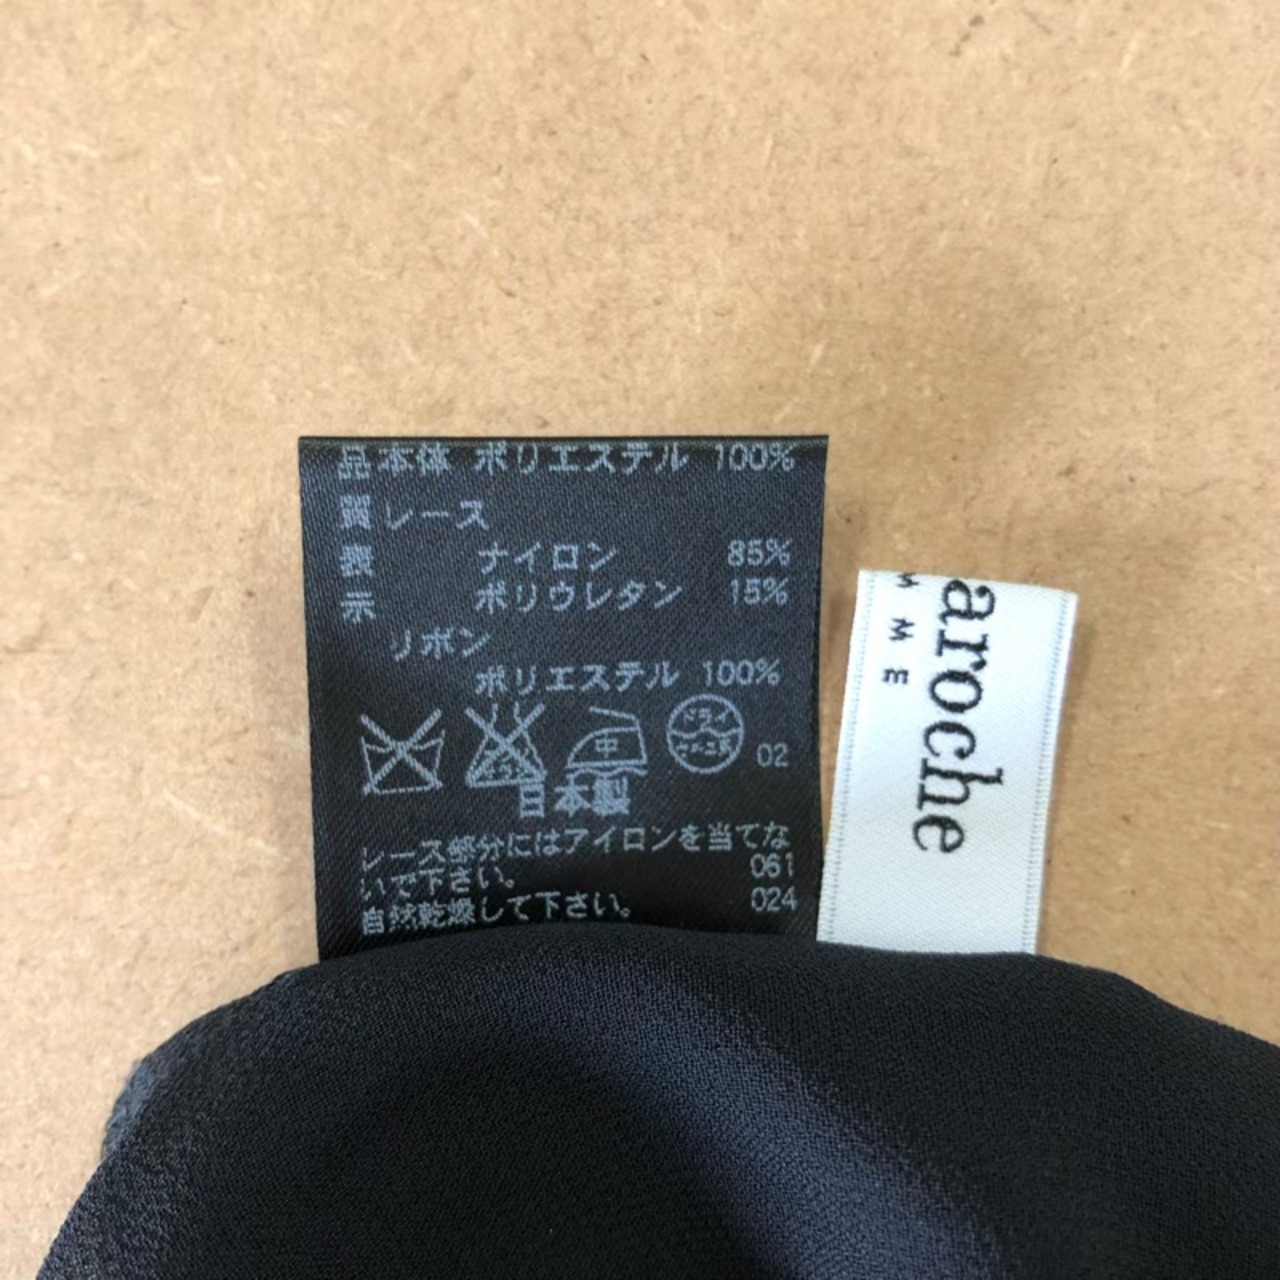 品 本体 ポリエステル 100%
質 レース
表 ナイロン 85%
示 ポリウレタン 15%
リボン
ポリエステル 100%
中
ドライ
02
日本製
レース部分にはアイロンを当てな
いで下さい。 061
自然乾燥して下さい。 024
aroche
M M E